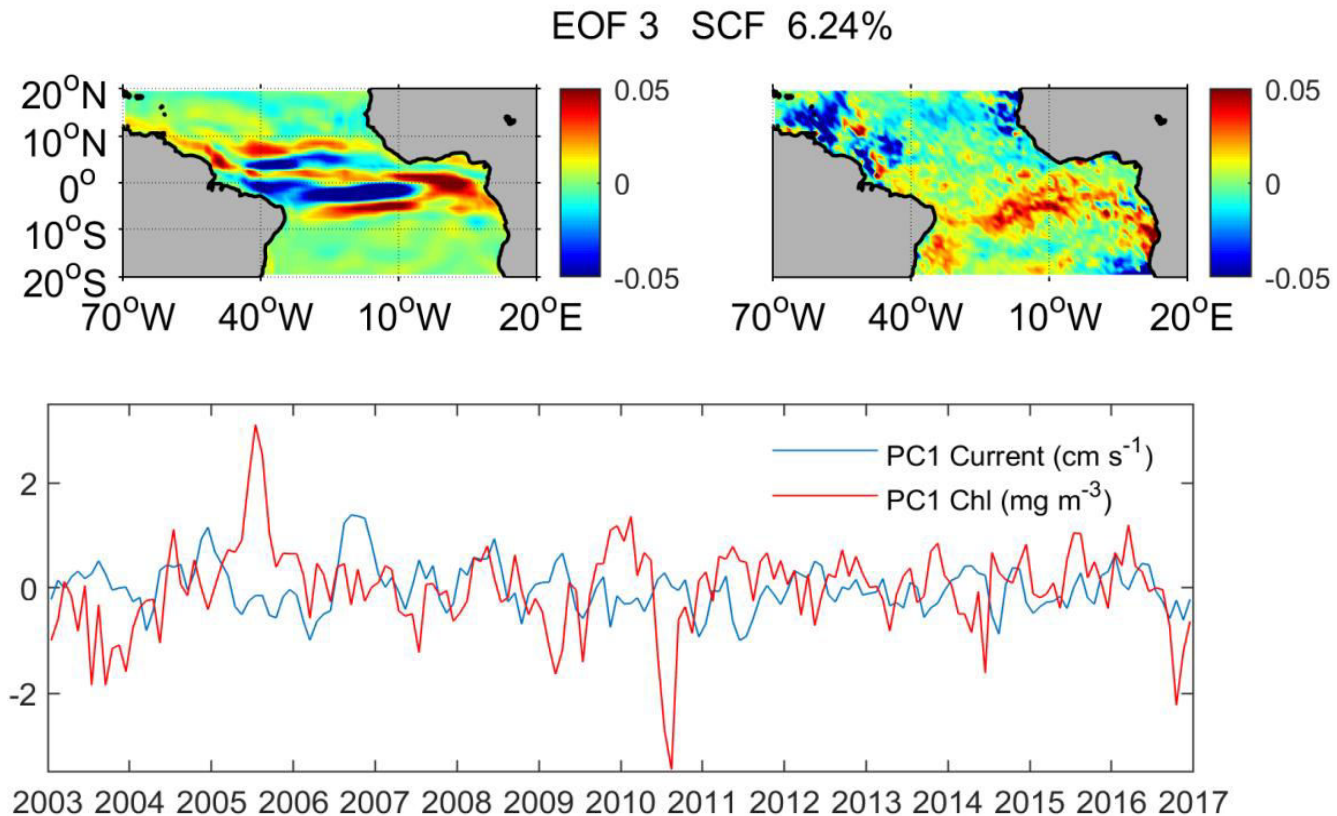 EOF 3 SCF 6.24%
20°N
10°N
0°
10°S
20°S
70°W 40°W 10°W 20°E
0.05
0
-0.05
70°W 40°W 10°W 20°E
0.05
0
-0.05
2
0
-2
PC1 Current (cm s⁻¹)
PC1 Chl (mg m⁻³)
2003 2004 2005 2006 2007 2008 2009 2010 2011 2012 2013 2014 2015 2016 2017